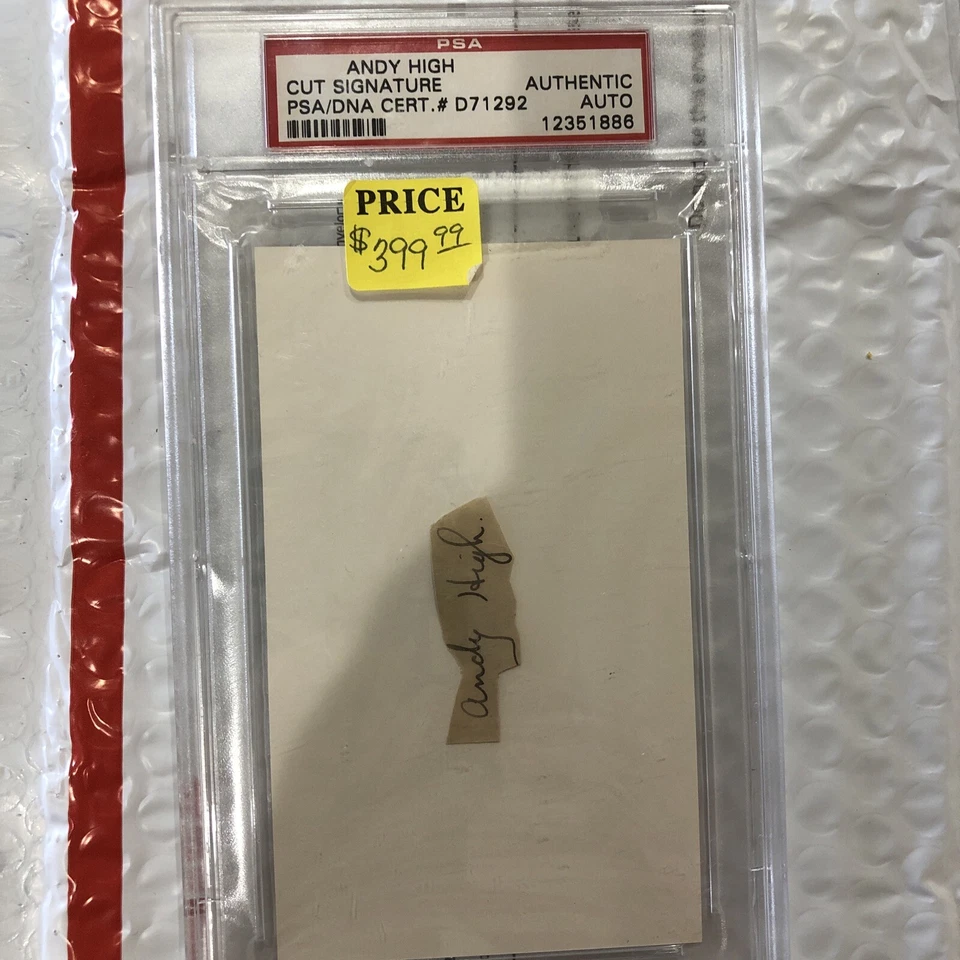 PSA
ANDY HIGH
CUT SIGNATURE AUTHENTIC
PSA/DNA CERT.# D71292 AUTO
12351886
PRICE
$399 99
Andy High.